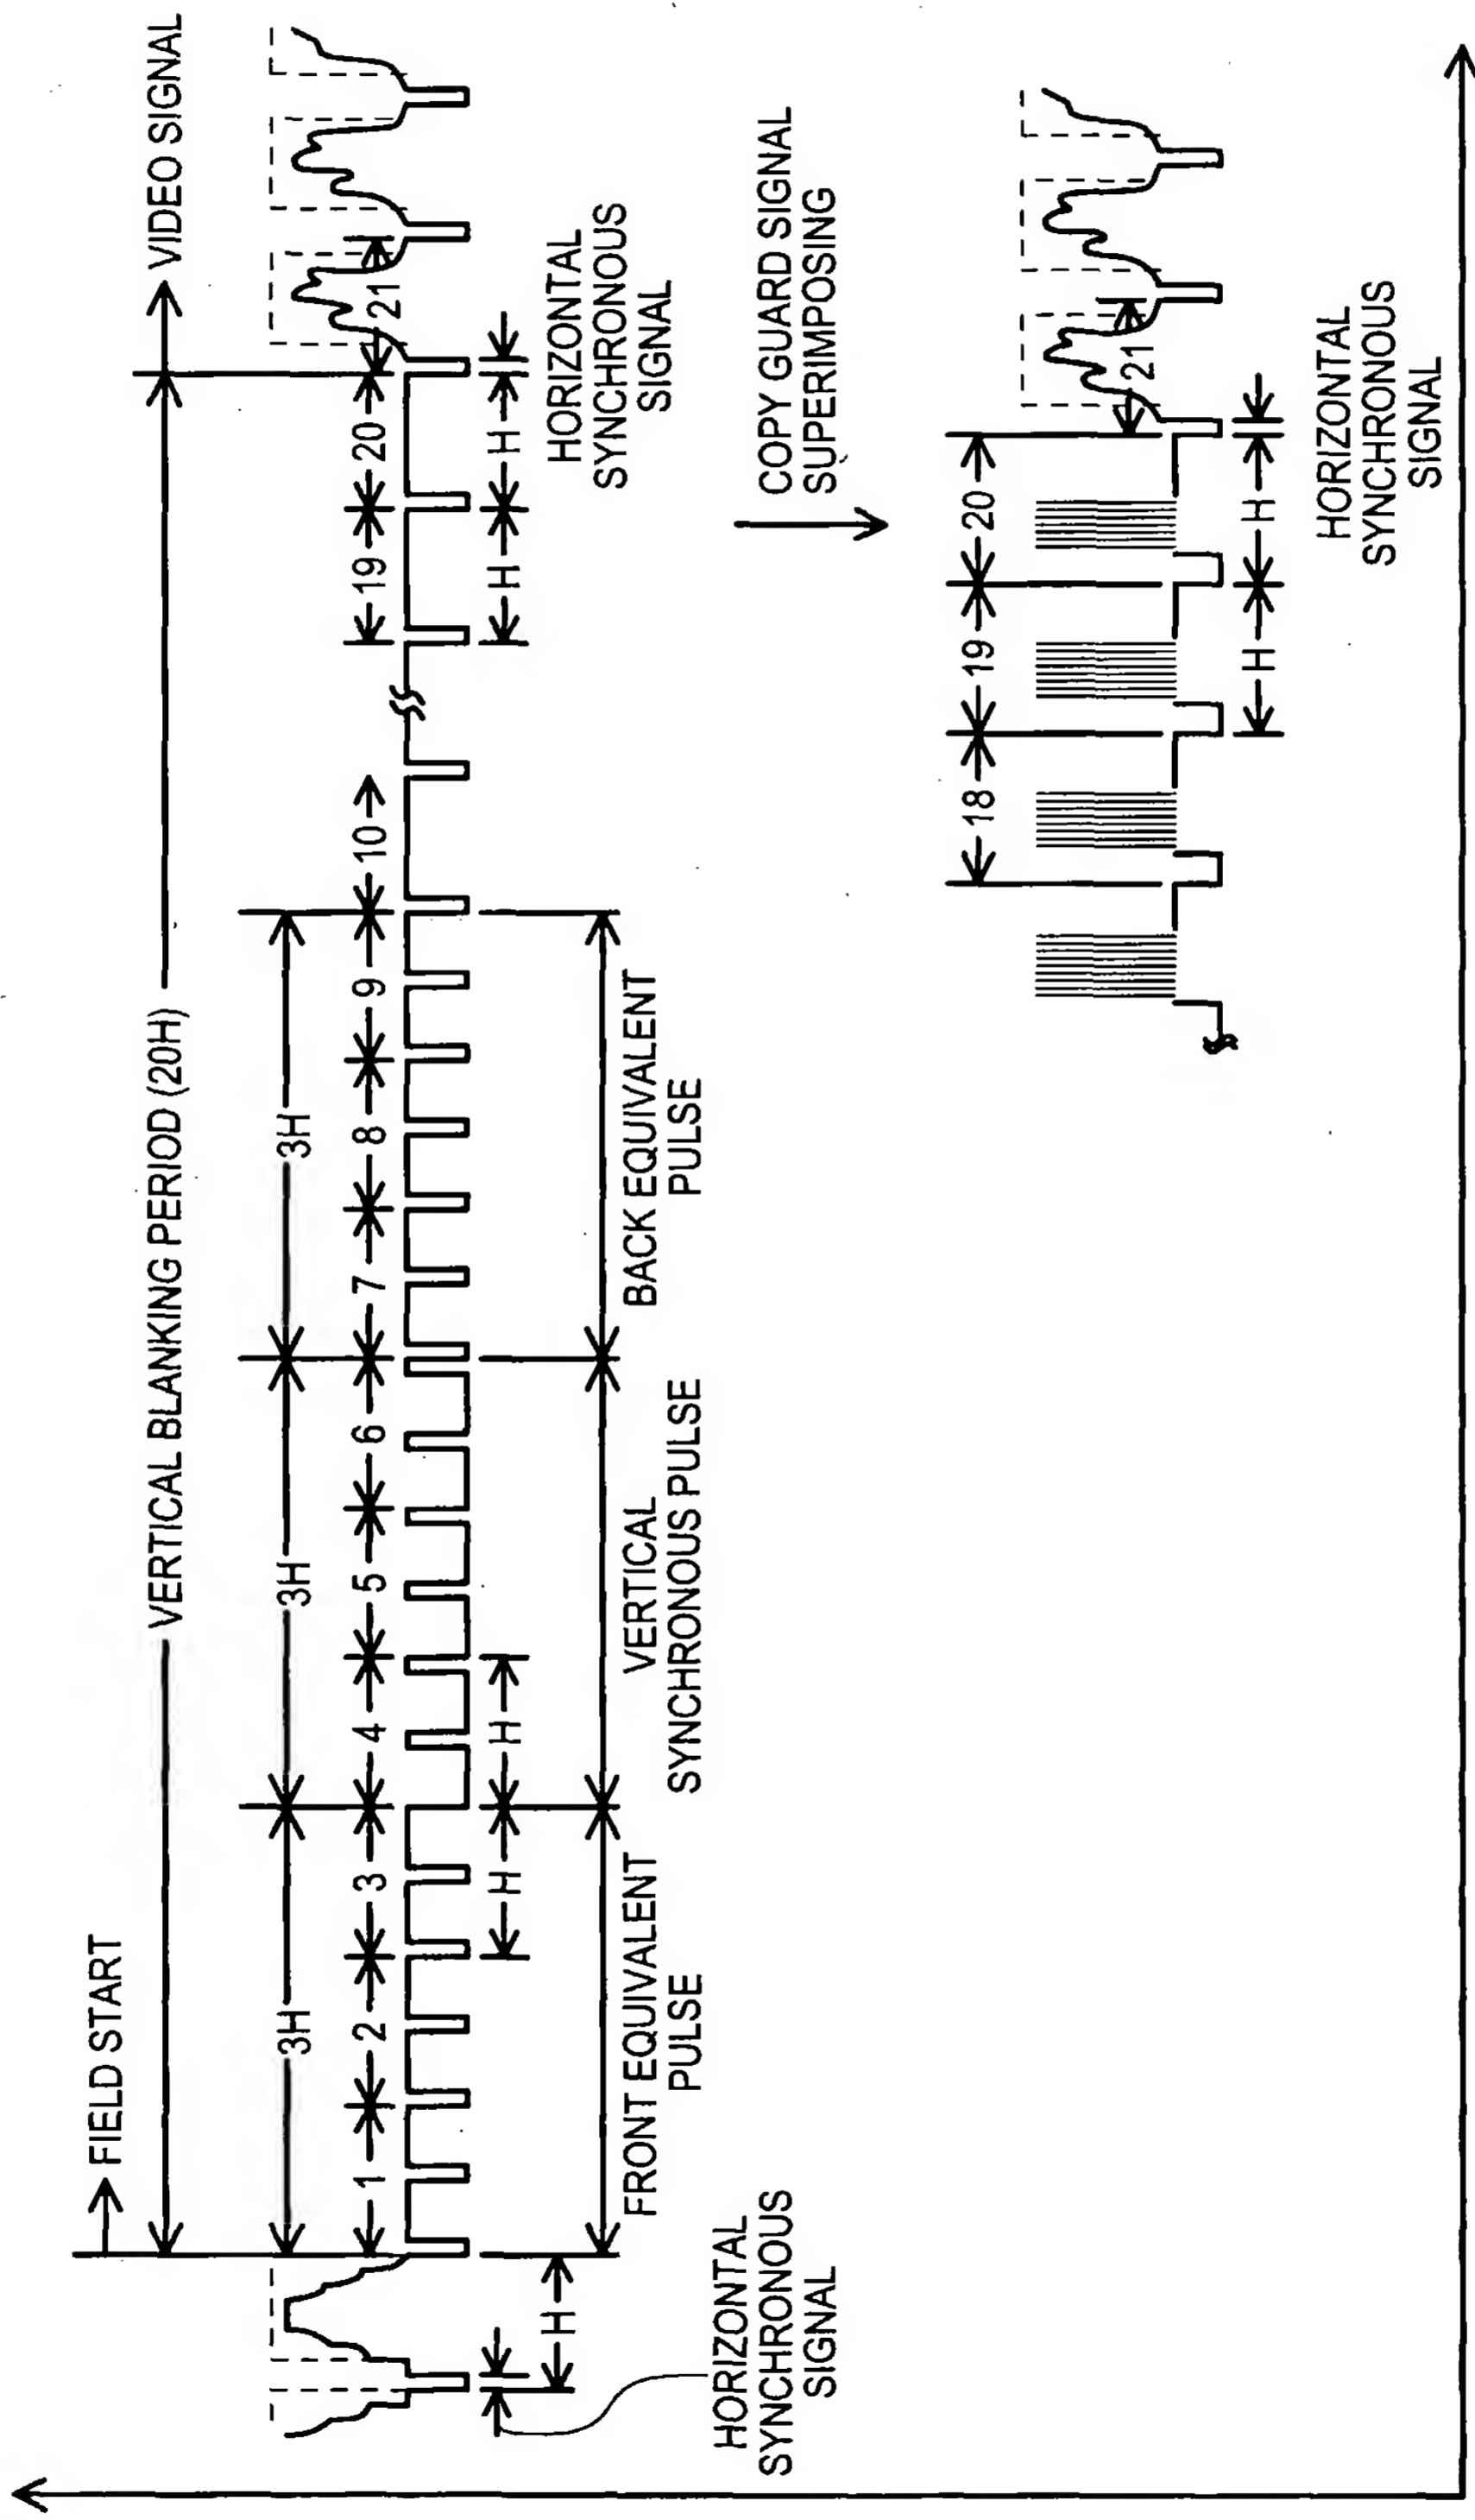 FIELD START
VERTICAL BLANKING PERIOD (20H)
VIDEO SIGNAL
3H
3H
3H
1
2
3
4
5
6
7
8
9
10
19
20
21
H
H
H
H
H
HORIZONTAL
SYNCHRONOUS
SIGNAL
FRONT EQUIVALENT
PULSE
VERTICAL
SYNCHRONOUS PULSE
BACK EQUIVALENT
PULSE
HORIZONTAL
SYNCHRONOUS
SIGNAL
COPY GUARD SIGNAL
SUPERIMPOSING
18
19
20
21
H
H
HORIZONTAL
SYNCHRONOUS
SIGNAL